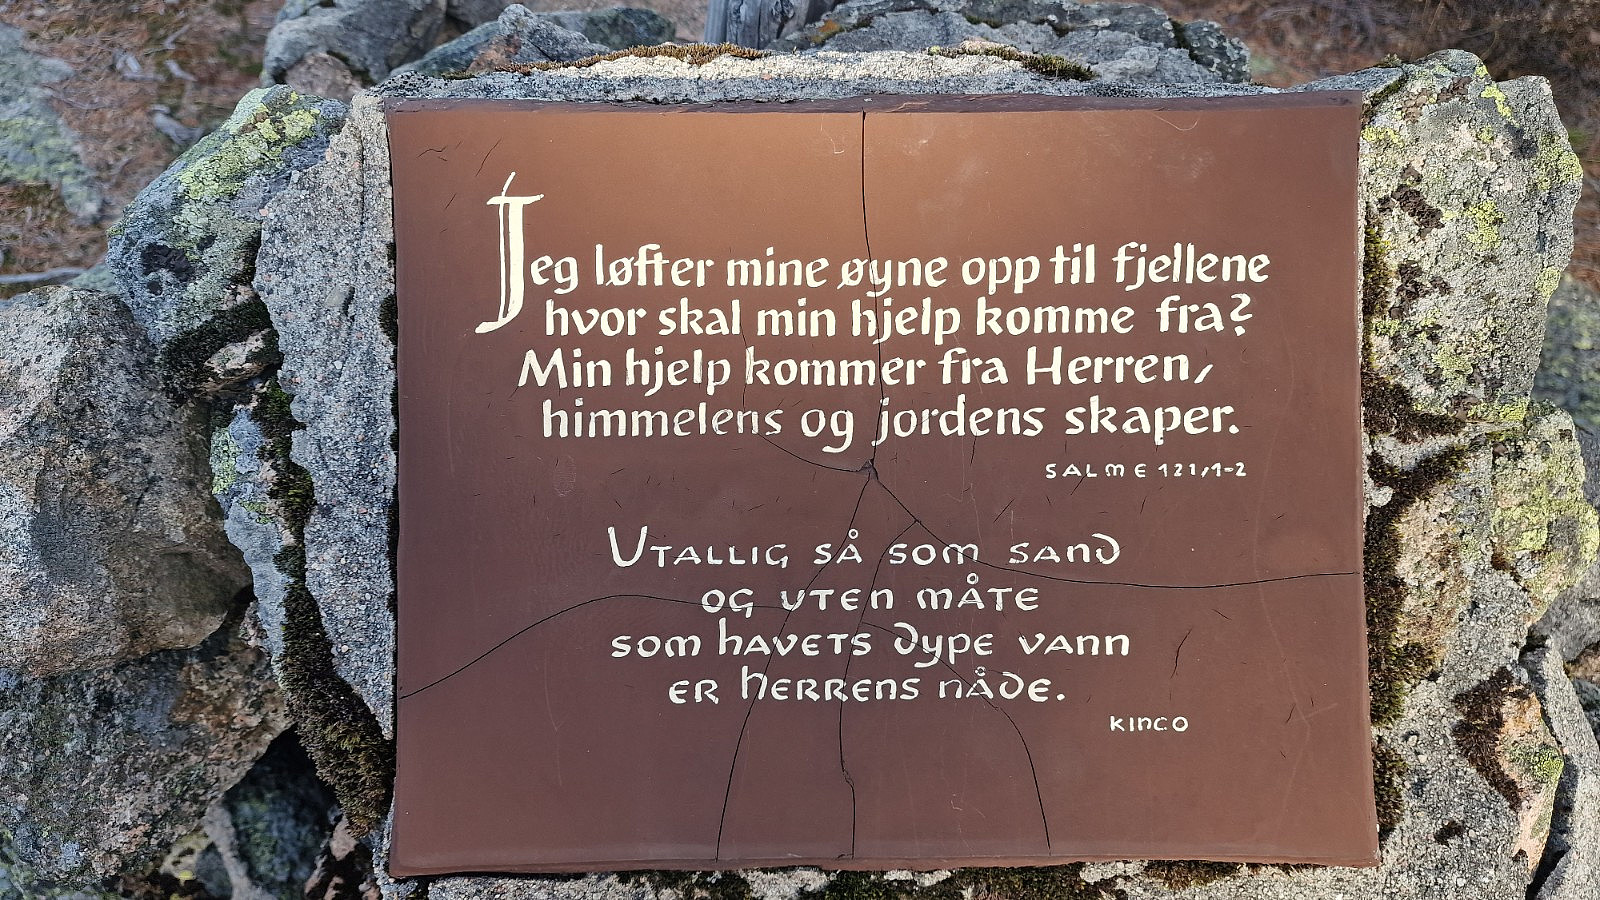 Jeg løfter mine øyne opp til fjellene
hvor skal min hjelp komme fra?
Min hjelp kommer fra Herren,
himmelens og jordens skaper.
SALME 121,1-2
UTALLIG SÅ SOM SAND
OG UTEN MÅTE
SOM HAVETS DYPE VANN
ER HERRENS NÅDE.
KINCO